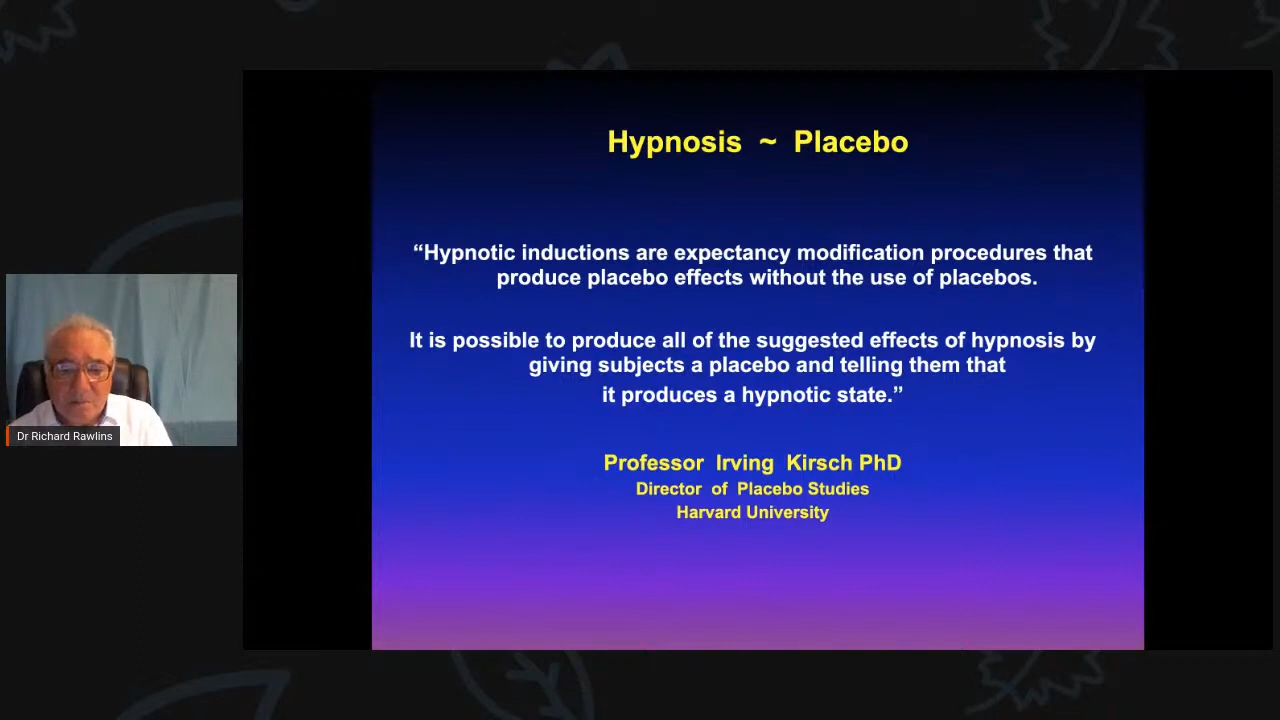 Hypnosis ~ Placebo
“Hypnotic inductions are expectancy modification procedures that
produce placebo effects without the use of placebos.
It is possible to produce all of the suggested effects of hypnosis by
giving subjects a placebo and telling them that
it produces a hypnotic state.”
Professor Irving Kirsch PhD
Director of Placebo Studies
Harvard University
Dr Richard Rawlins